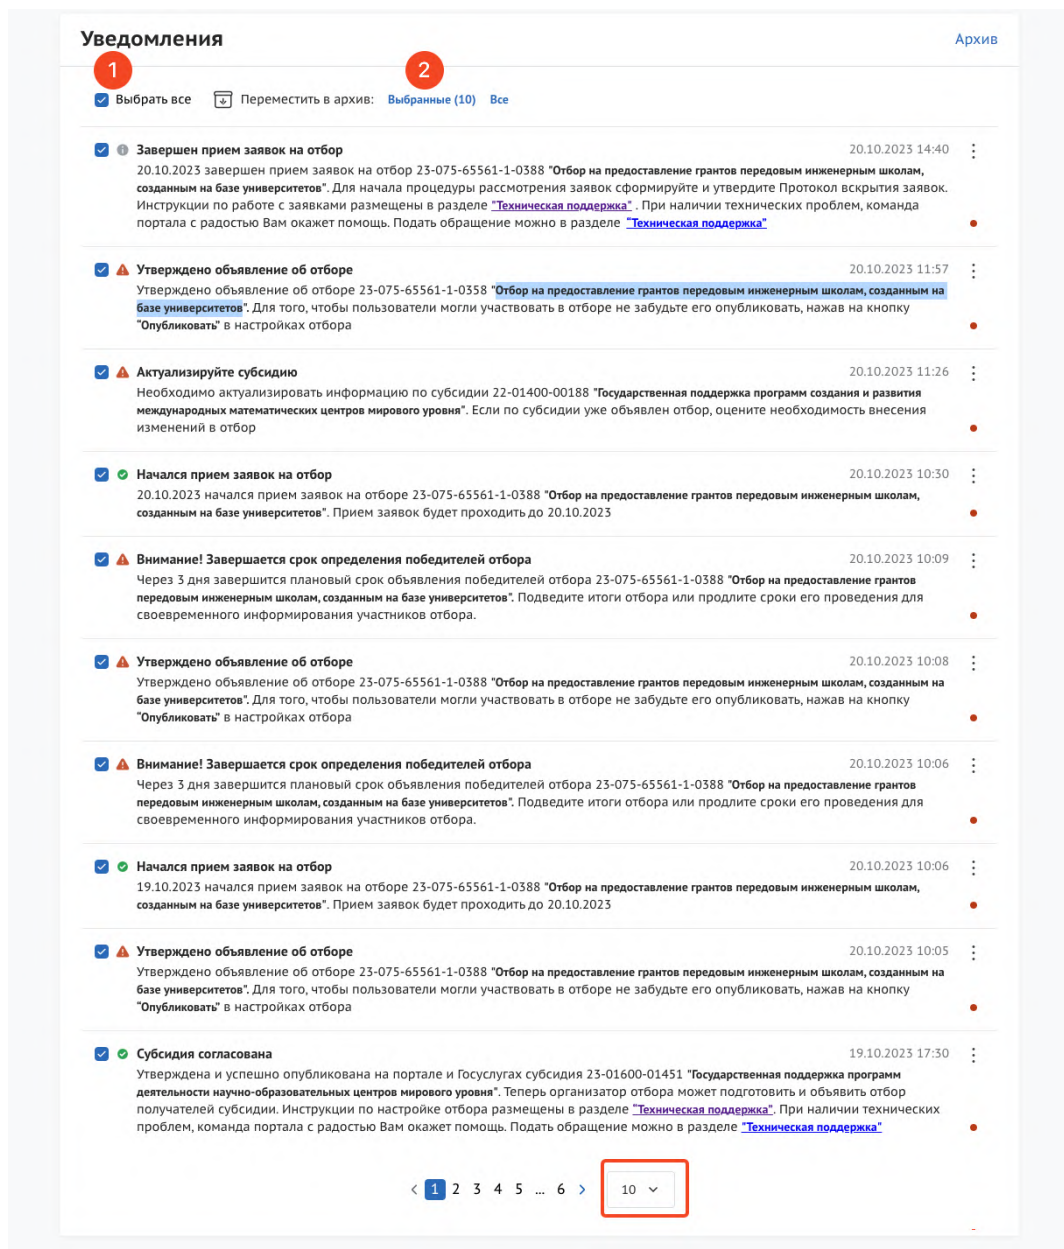 Уведомления
Архив
1
2
Выбрать все Переместить в архив: Выбранные (10) Все
Завершен прием заявок на отбор 20.10.2023 14:40
20.10.2023 завершен прием заявок на отбор 23-075-65561-1-0388 "Отбор на предоставление грантов передовым инженерным школам,
созданным на базе университетов". Для начала процедуры рассмотрения заявок сформируйте и утвердите Протокол вскрытия заявок.
Инструкции по работе с заявками размещены в разделе "Техническая поддержка" . При наличии технических проблем, команда
портала с радостью Вам окажет помощь. Подать обращение можно в разделе "Техническая поддержка"
Утверждено объявление об отборе 20.10.2023 11:57
Утверждено объявление об отборе 23-075-65561-1-0358 "Отбор на предоставление грантов передовым инженерным школам, созданным на
базе университетов". Для того, чтобы пользователи могли участвовать в отборе не забудьте его опубликовать, нажав на кнопку
"Опубликовать" в настройках отбора
Актуализируйте субсидию 20.10.2023 11:26
Необходимо актуализировать информацию по субсидии 22-01400-00188 "Государственная поддержка программ создания и развития
международных математических центров мирового уровня". Если по субсидии уже объявлен отбор, оцените необходимость внесения
изменений в отбор
Начался прием заявок на отбор 20.10.2023 10:30
20.10.2023 начался прием заявок на отборе 23-075-65561-1-0388 "Отбор на предоставление грантов передовым инженерным школам,
созданным на базе университетов". Прием заявок будет проходить до 20.10.2023
Внимание! Завершается срок определения победителей отбора 20.10.2023 10:09
Через 3 дня завершится плановый срок объявления победителей отбора 23-075-65561-1-0388 "Отбор на предоставление грантов
передовым инженерным школам, созданным на базе университетов". Подведите итоги отбора или продлите сроки его проведения для
своевременного информирования участников отбора.
Утверждено объявление об отборе 20.10.2023 10:08
Утверждено объявление об отборе 23-075-65561-1-0388 "Отбор на предоставление грантов передовым инженерным школам, созданным на
базе университетов". Для того, чтобы пользователи могли участвовать в отборе не забудьте его опубликовать, нажав на кнопку
"Опубликовать" в настройках отбора
Внимание! Завершается срок определения победителей отбора 20.10.2023 10:06
Через 3 дня завершится плановый срок объявления победителей отбора 23-075-65561-1-0388 "Отбор на предоставление грантов
передовым инженерным школам, созданным на базе университетов". Подведите итоги отбора или продлите сроки его проведения для
своевременного информирования участников отбора.
Начался прием заявок на отбор 20.10.2023 10:06
19.10.2023 начался прием заявок на отборе 23-075-65561-1-0388 "Отбор на предоставление грантов передовым инженерным школам,
созданным на базе университетов". Прием заявок будет проходить до 20.10.2023
Утверждено объявление об отборе 20.10.2023 10:05
Утверждено объявление об отборе 23-075-65561-1-0388 "Отбор на предоставление грантов передовым инженерным школам, созданным на
базе университетов". Для того, чтобы пользователи могли участвовать в отборе не забудьте его опубликовать, нажав на кнопку
"Опубликовать" в настройках отбора
Субсидия согласована 19.10.2023 17:30
Утверждена и успешно опубликована на портале и Госуслугах субсидия 23-01600-01451 "Государственная поддержка программ
деятельности научно-образовательных центров мирового уровня". Теперь организатор отбора может подготовить и объявить отбор
получателей субсидии. Инструкции по настройке отбора размещены в разделе "Техническая поддержка". При наличии технических
проблем, команда портала с радостью Вам окажет помощь. Подать обращение можно в разделе "Техническая поддержка"
< 1 2 3 4 5 ... 6 > 10